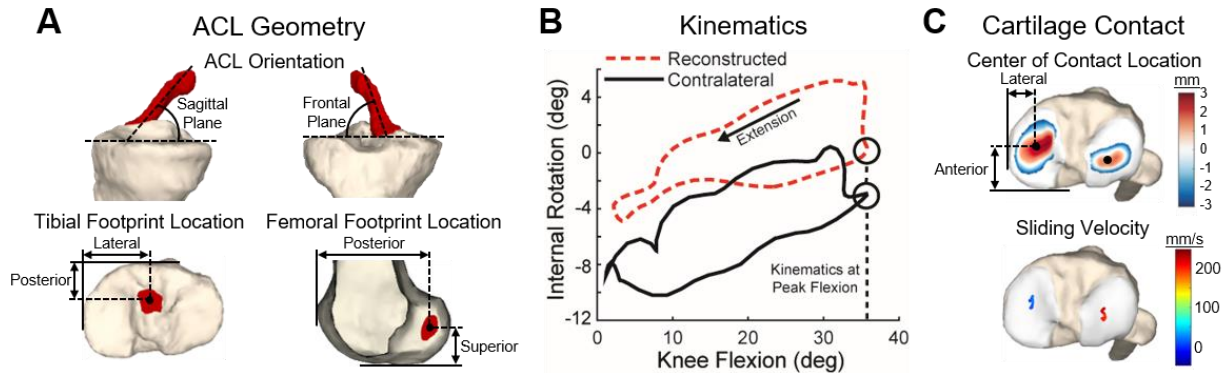 A
ACL Geometry
ACL Orientation
Sagittal
Plane
Frontal
Plane
Tibial Footprint Location
Lateral
Posterior
Femoral Footprint Location
Posterior
Superior
B
Kinematics
Reconstructed
Contralateral
Extension
Kinematics at
Peak Flexion
Internal Rotation (deg)
4
0
-4
-8
-12
0
10
20
30
40
Knee Flexion (deg)
C
Cartilage Contact
Center of Contact Location
Lateral
Anterior
mm
3
2
1
0
-1
-2
-3
Sliding Velocity
mm/s
200
100
0